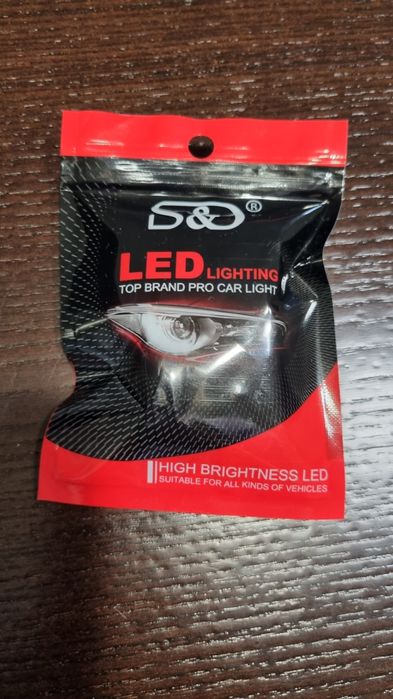 S&D®
LED LIGHTING
TOP BRAND PRO CAR LIGHT
HIGH BRIGHTNESS LED
SUITABLE FOR ALL KINDS OF VEHICLES